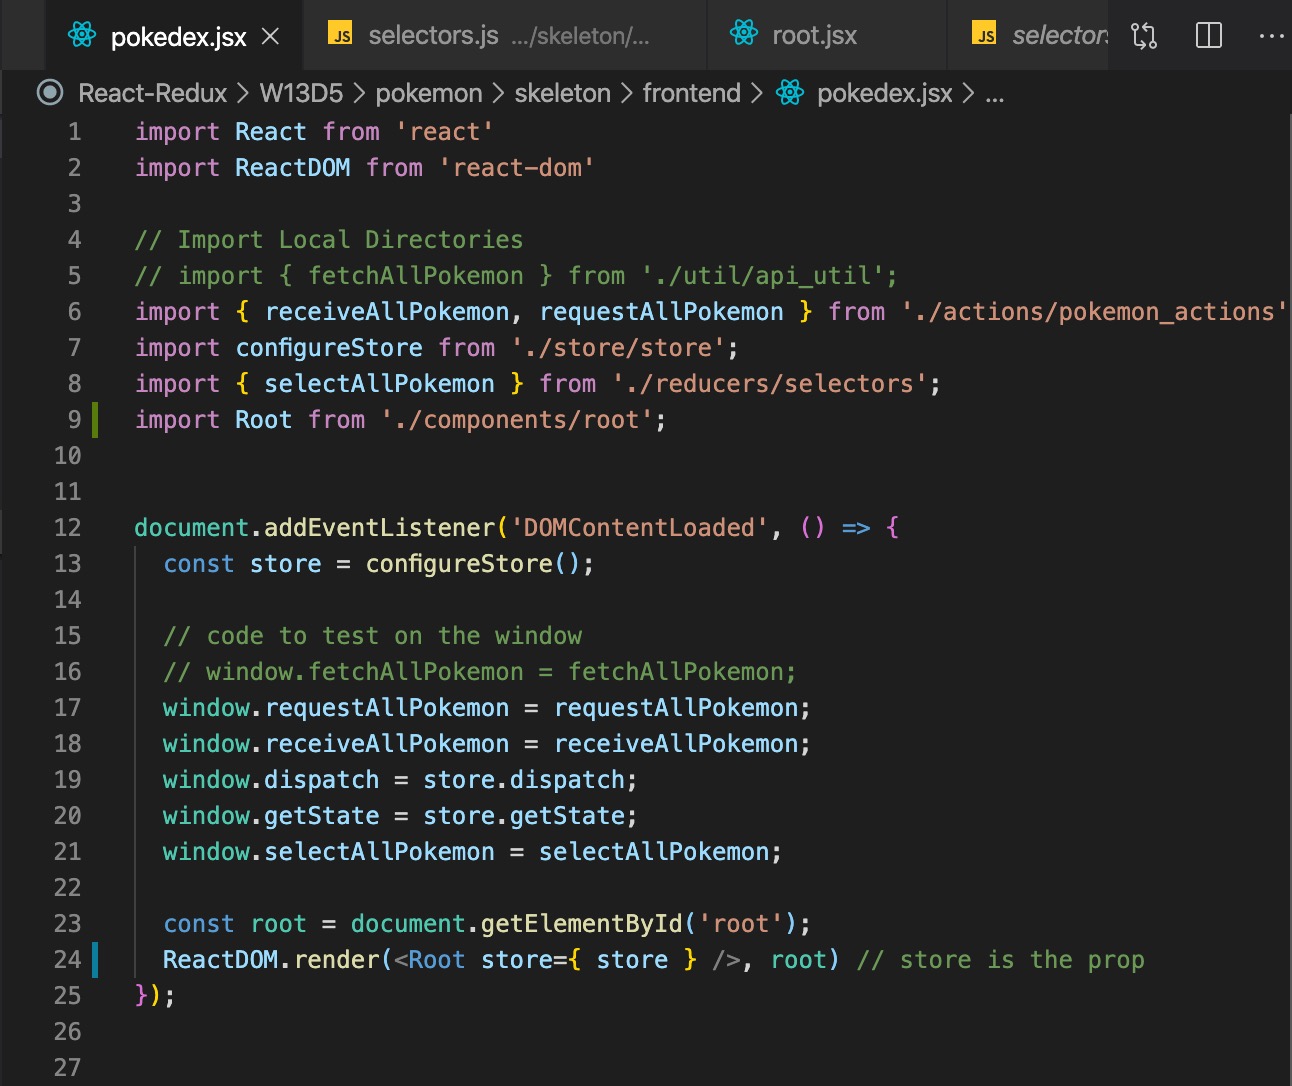 pokedex.jsx × JS selectors.js .../skeleton/... root.jsx JS selectors ...
React-Redux > W13D5 > pokemon > skeleton > frontend > pokedex.jsx > ...
1 import React from 'react'
2 import ReactDOM from 'react-dom'
3
4 // Import Local Directories
5 // import { fetchAllPokemon } from './util/api_util';
6 import { receiveAllPokemon, requestAllPokemon } from './actions/pokemon_actions'
7 import configureStore from './store/store';
8 import { selectAllPokemon } from './reducers/selectors';
9 import Root from './components/root';
10
11
12 document.addEventListener('DOMContentLoaded', () => {
13 const store = configureStore();
14
15 // code to test on the window
16 // window.fetchAllPokemon = fetchAllPokemon;
17 window.requestAllPokemon = requestAllPokemon;
18 window.receiveAllPokemon = receiveAllPokemon;
19 window.dispatch = store.dispatch;
20 window.getState = store.getState;
21 window.selectAllPokemon = selectAllPokemon;
22
23 const root = document.getElementById('root');
24 ReactDOM.render(<Root store={ store } />, root) // store is the prop
25 });
26
27